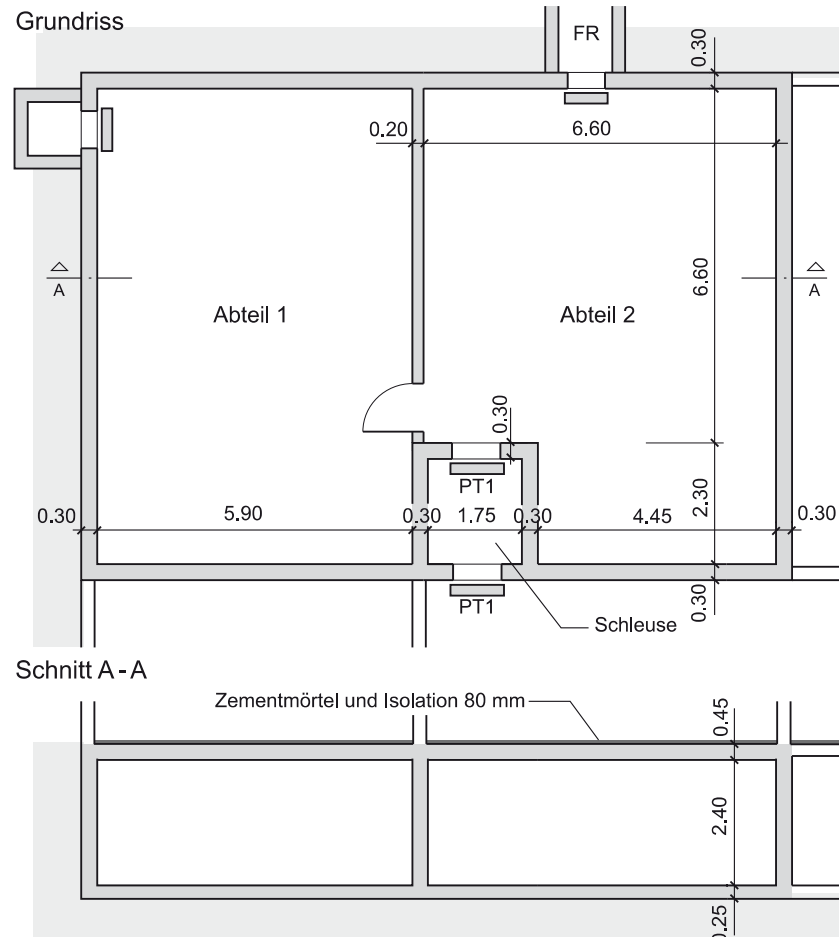 Grundriss
FR
0.30
0.20
6.60
A
A
6.60
Abteil 1
Abteil 2
0.30
PT1
2.30
0.30
5.90
0.30
1.75
0.30
4.45
0.30
PT1
0.30
Schleuse
Schnitt A - A
Zementmörtel und Isolation 80 mm
0.45
2.40
0.25